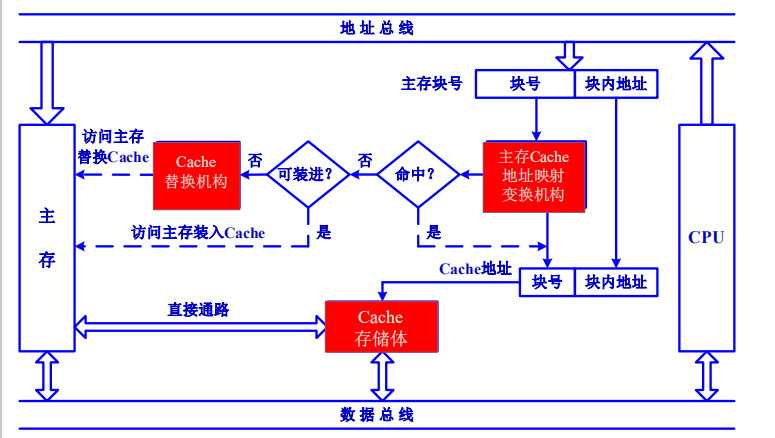 地址总线
主存块号
块号
块内地址
访问主存
替换Cache
Cache
替换机构
否
可装进?
否
命中?
主存Cache
地址映射
变换机构
主
存
CPU
访问主存装入Cache
是
是
Cache地址
块号
块内地址
直接通路
Cache
存储体
数据总线